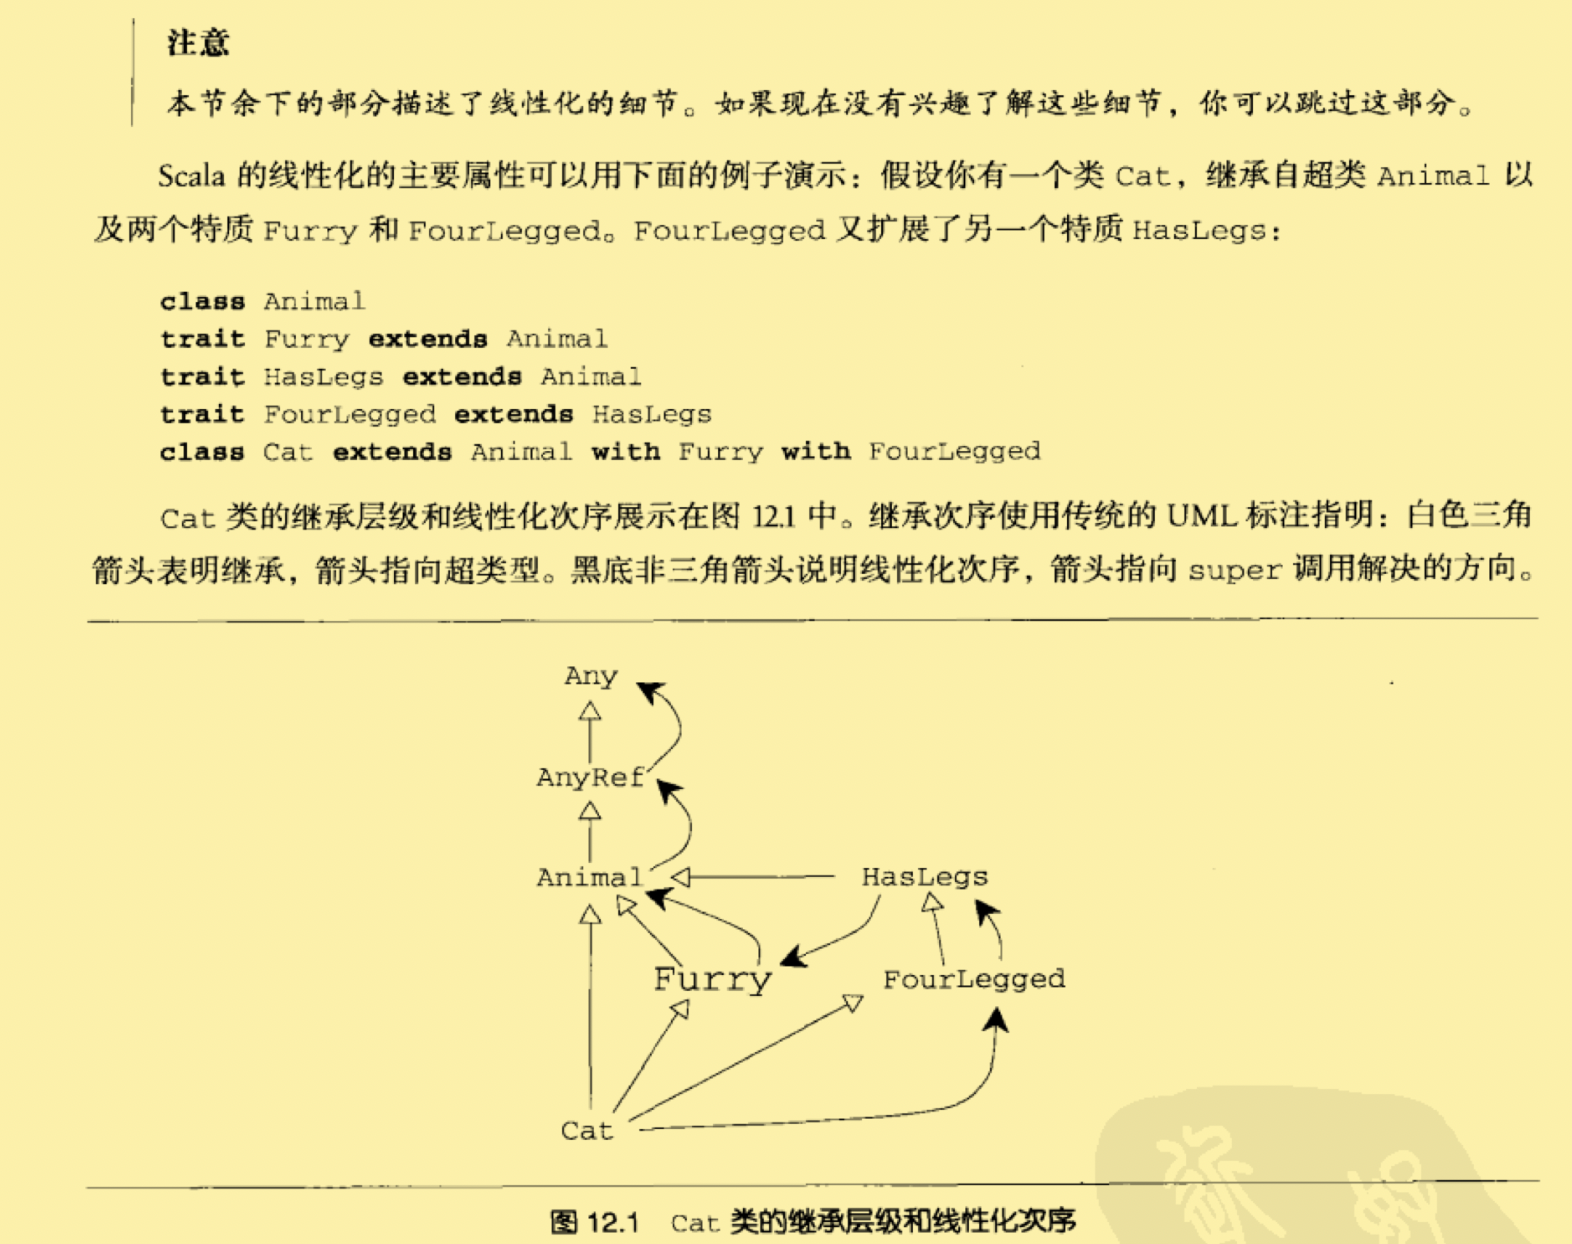 注意
本节余下的部分描述了线性化的细节。如果现在没有兴趣了解这些细节，你可以跳过这部分。
Scala 的线性化的主要属性可以用下面的例子演示：假设你有一个类 Cat，继承自超类 Animal 以
及两个特质 Furry 和 FourLegged。FourLegged 又扩展了另一个特质 HasLegs：
class Animal
trait Furry extends Animal
trait HasLegs extends Animal
trait FourLegged extends HasLegs
class Cat extends Animal with Furry with FourLegged
Cat 类的继承层级和线性化次序展示在图 12.1 中。继承次序使用传统的 UML 标注指明：白色三角
箭头表明继承，箭头指向超类型。黑底非三角箭头说明线性化次序，箭头指向 super 调用解决的方向。
Any
AnyRef
Animal HasLegs
Furry FourLegged
Cat
图 12.1 Cat 类的继承层级和线性化次序